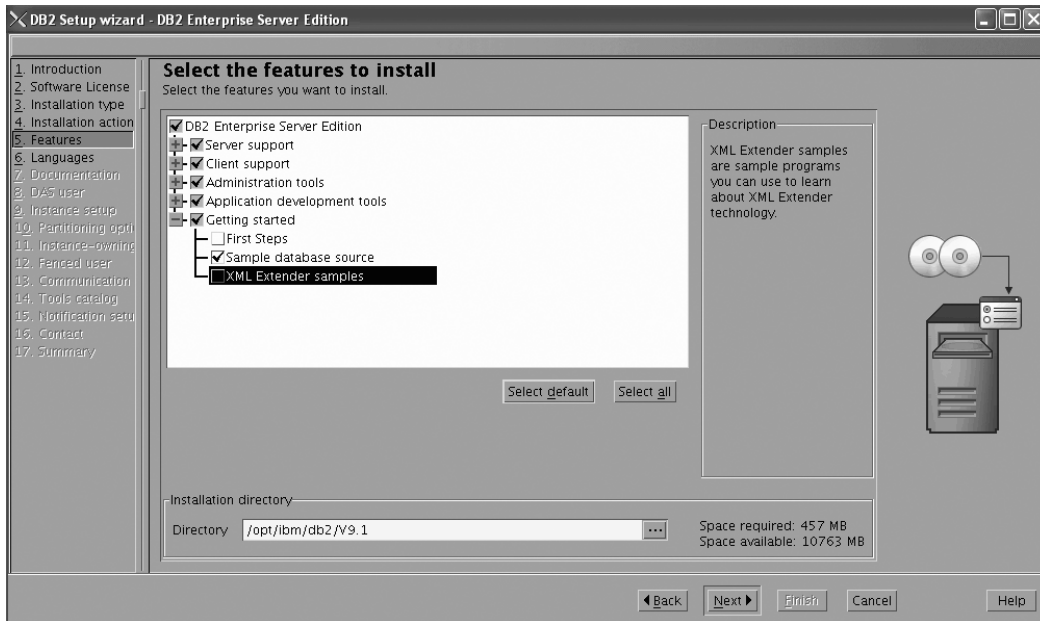 DB2 Setup wizard - DB2 Enterprise Server Edition
1. Introduction
2. Software License
3. Installation type
4. Installation action
5. Features
6. Languages
7. Documentation
8. DAS user
9. Instance setup
10. Partitioning opti
11. Instance-owning
12. Fenced user
13. Communication
14. Tools catalog
15. Notification setu
16. Contact
17. Summary
Select the features to install
Select the features you want to install.
DB2 Enterprise Server Edition
Server support
Client support
Administration tools
Application development tools
Getting started
First Steps
Sample database source
XML Extender samples
Select default Select all
Description
XML Extender samples
are sample programs
you can use to learn
about XML Extender
technology.
Installation directory
Directory /opt/ibm/db2/V9.1 ...
Space required: 457 MB
Space available: 10763 MB
Back Next Finish Cancel Help